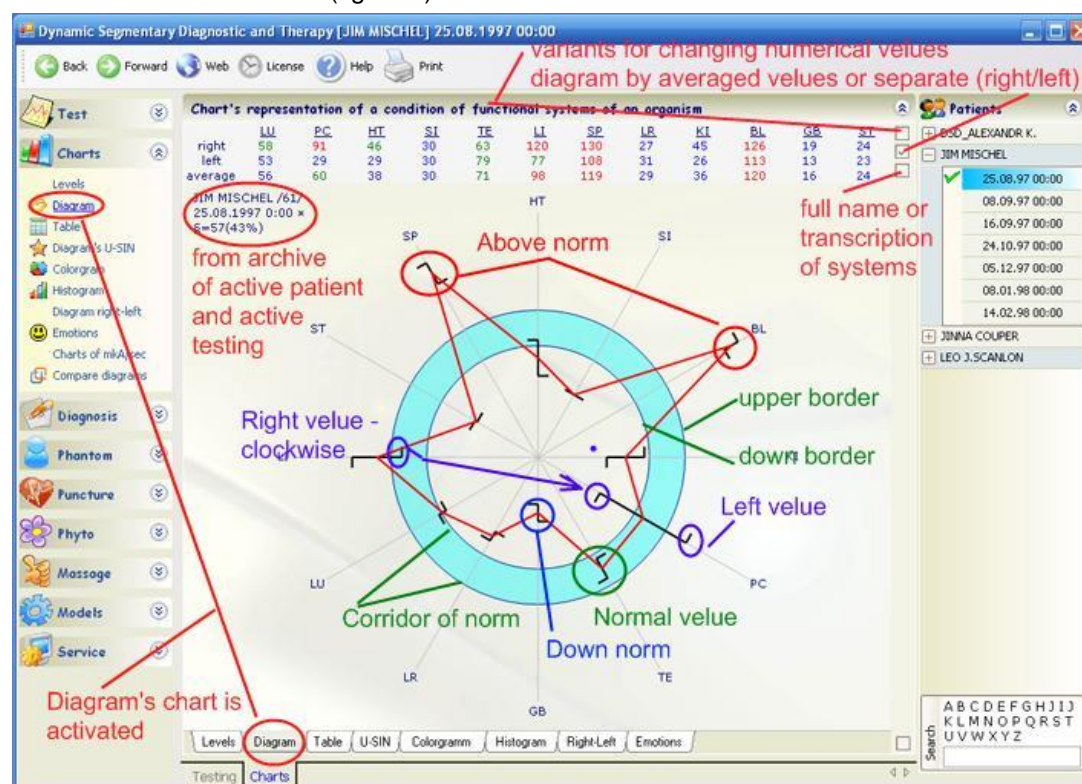 Dynamic Segmentary Diagnostic and Therapy [JIM MISCHEL] 25.08.1997 00:00
Back Forward Web License Help Print
variants for changing numerical velues
diagram by averaged velues or separate (right/left)
Test
Charts
Levels
Diagram
Table
Diagram's U-SIN
Colorgram
Histogram
Diagram right-left
Emotions
Charts of mkA/sec
Compare diagrams
Diagnosis
Phantom
Puncture
Phyto
Massage
Models
Service
Diagram's chart is
activated
Chart's representation of a condition of functional systems of an organism
LU PC HT SI TE LI SP LR KI BL GB ST
right 58 91 46 30 63 120 130 27 45 126 19 24
left 53 29 29 30 79 77 108 31 26 113 13 23
average 56 60 38 30 71 98 119 29 36 120 16 24
JIM MISCHEL /61/
25.08.1997 0:00 ×
6=57(43%)
from archive
of active patient
and active
testing
HT
SP
SI
Above norm
ST
BL
upper border
down border
Right velue -
clockwise
KI
Left velue
LU
PC
Corridor of norm
Normal velue
Down norm
LR
TE
GB
full name or
transcription
of systems
Levels Diagram Table U-SIN Colorgramm Histogram Right-Left Emotions
Testing Charts
Patients
DSD_ALEXANDR K.
JIM MISCHEL
25.08.97 00:00
08.09.97 00:00
16.09.97 00:00
24.10.97 00:00
05.12.97 00:00
08.01.98 00:00
14.02.98 00:00
JINNA COUPER
LEO J.SCANLON
Search
A B C D E F G H J I J
K L M N O P Q R S T
U V W X Y Z